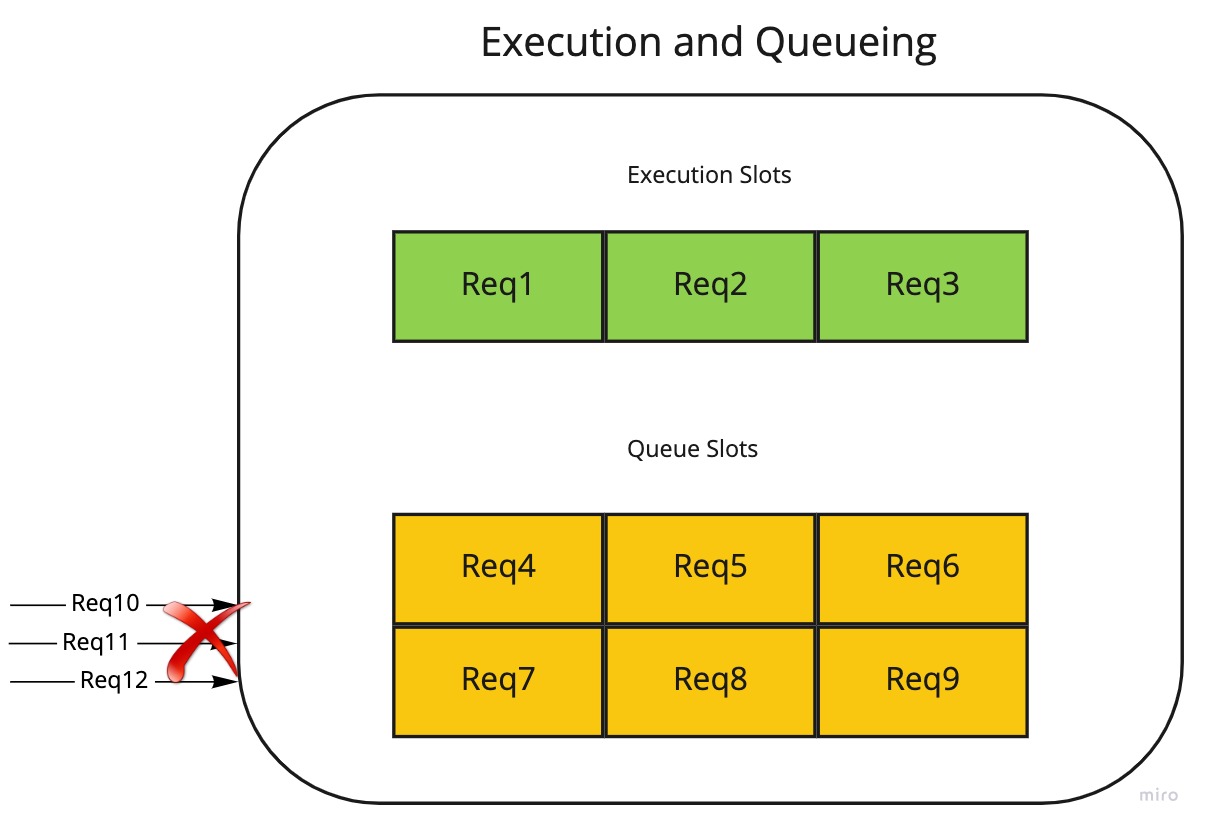 Execution and Queueing
Execution Slots
Req1 Req2 Req3
Queue Slots
Req4 Req5 Req6
Req10
Req11
Req12
Req7 Req8 Req9
miro